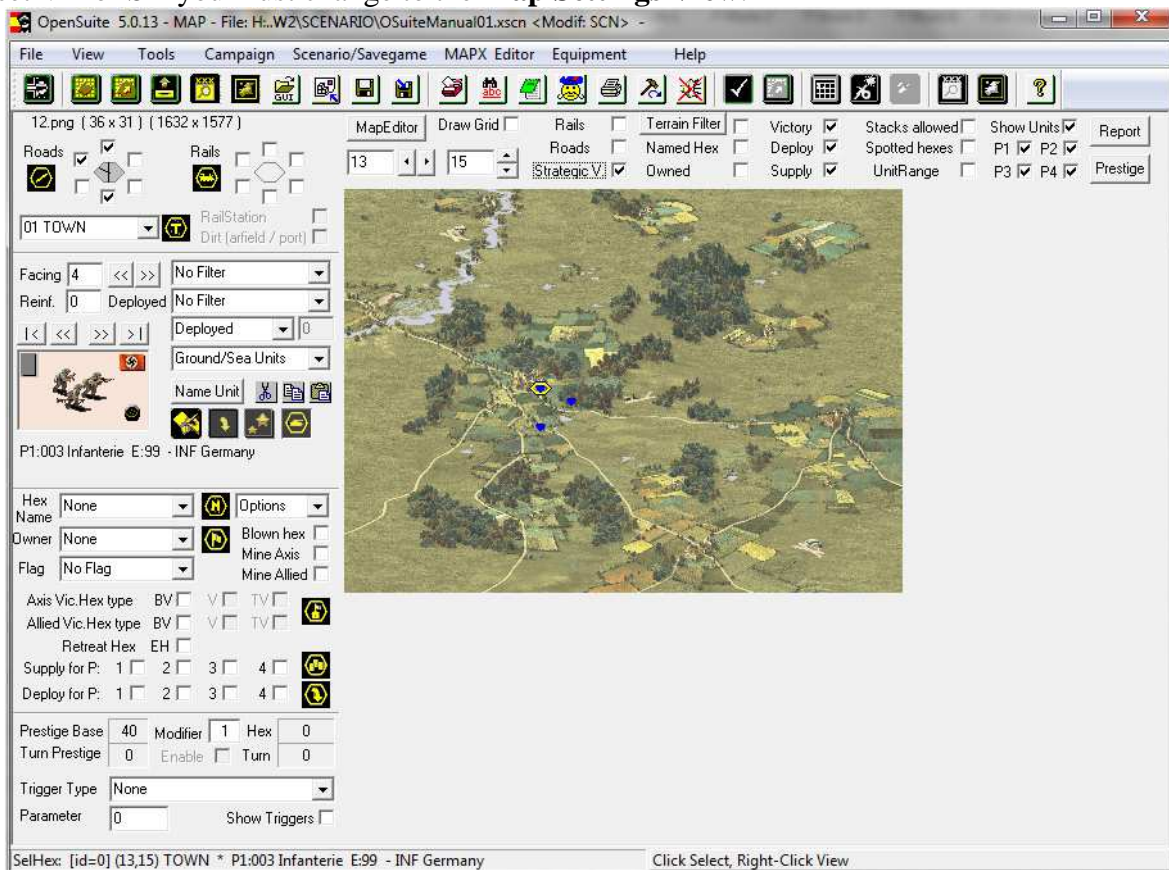 OpenSuite 5.0.13 - MAP - File: H:..W2\SCENARIO\OSuiteManual01.xscn <Modif: SCN> -
File View Tools Campaign Scenario/Savegame MAPX Editor Equipment Help
GUI abc
12.png ( 36 x 31 ) ( 1632 x 1577 )
MapEditor Draw Grid Rails Terrain Filter Victory Stacks allowed Show Units Report
Roads Rails
Roads Named Hex Deploy Spotted hexes P1 P2
13 15 Strategic V. Owned Supply UnitRange P3 P4 Prestige
01 TOWN T RailStation
Dirt (arfield / port)
Facing 4 << >> No Filter
Reinf. 0 Deployed No Filter
|< << >> >| Deployed 0
Ground/Sea Units
Name Unit
P1:003 Infanterie E:99 - INF Germany
Hex Name None N Options
Owner None Blown hex
Mine Axis
Flag No Flag Mine Allied
Axis Vic.Hex type BV V TV
Allied Vic.Hex type BV V TV
Retreat Hex EH
Supply for P: 1 2 3 4
Deploy for P: 1 2 3 4
Prestige Base 40 Modifier 1 Hex 0
Turn Prestige 0 Enable Turn 0
Trigger Type None
Parameter 0 Show Triggers
SelHex: [id=0] (13,15) TOWN * P1:003 Infanterie E:99 - INF Germany Click Select, Right-Click View